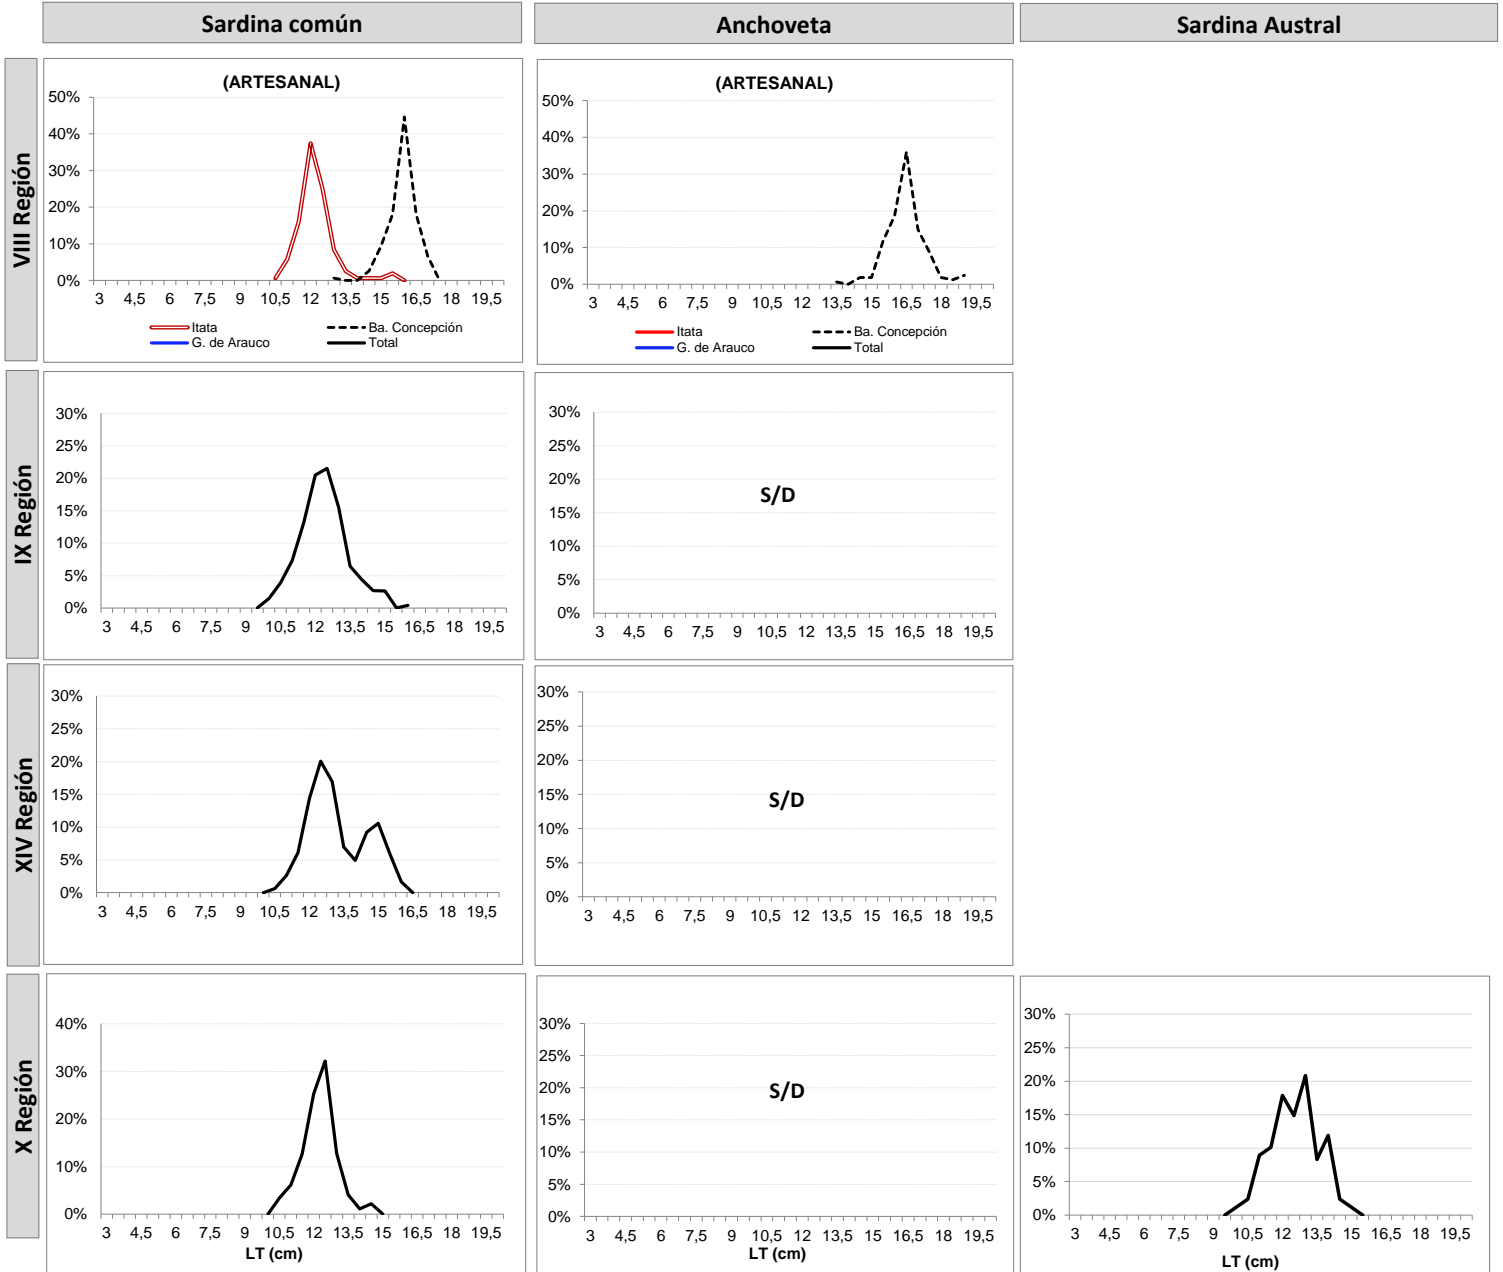 Sardina común
Anchoveta
Sardina Austral
VIII Región
(ARTESANAL)
50%
40%
30%
20%
10%
0%
3 4,5 6 7,5 9 10,5 12 13,5 15 16,5 18 19,5
Itata Ba. Concepción
G. de Arauco Total
(ARTESANAL)
50%
40%
30%
20%
10%
0%
3 4,5 6 7,5 9 10,5 12 13,5 15 16,5 18 19,5
Itata Ba. Concepción
G. de Arauco Total
IX Región
30%
25%
20%
15%
10%
5%
0%
3 4,5 6 7,5 9 10,5 12 13,5 15 16,5 18 19,5
30%
25%
20%
15%
10%
5%
0%
S/D
3 4,5 6 7,5 9 10,5 12 13,5 15 16,5 18 19,5
XIV Región
30%
25%
20%
15%
10%
5%
0%
3 4,5 6 7,5 9 10,5 12 13,5 15 16,5 18 19,5
30%
25%
20%
15%
10%
5%
0%
S/D
3 4,5 6 7,5 9 10,5 12 13,5 15 16,5 18 19,5
X Región
40%
30%
20%
10%
0%
3 4,5 6 7,5 9 10,5 12 13,5 15 16,5 18 19,5
LT (cm)
30%
25%
20%
15%
10%
5%
0%
S/D
3 4,5 6 7,5 9 10,5 12 13,5 15 16,5 18 19,5
LT (cm)
30%
25%
20%
15%
10%
5%
0%
3 4,5 6 7,5 9 10,5 12 13,5 15 16,5 18 19,5
LT (cm)